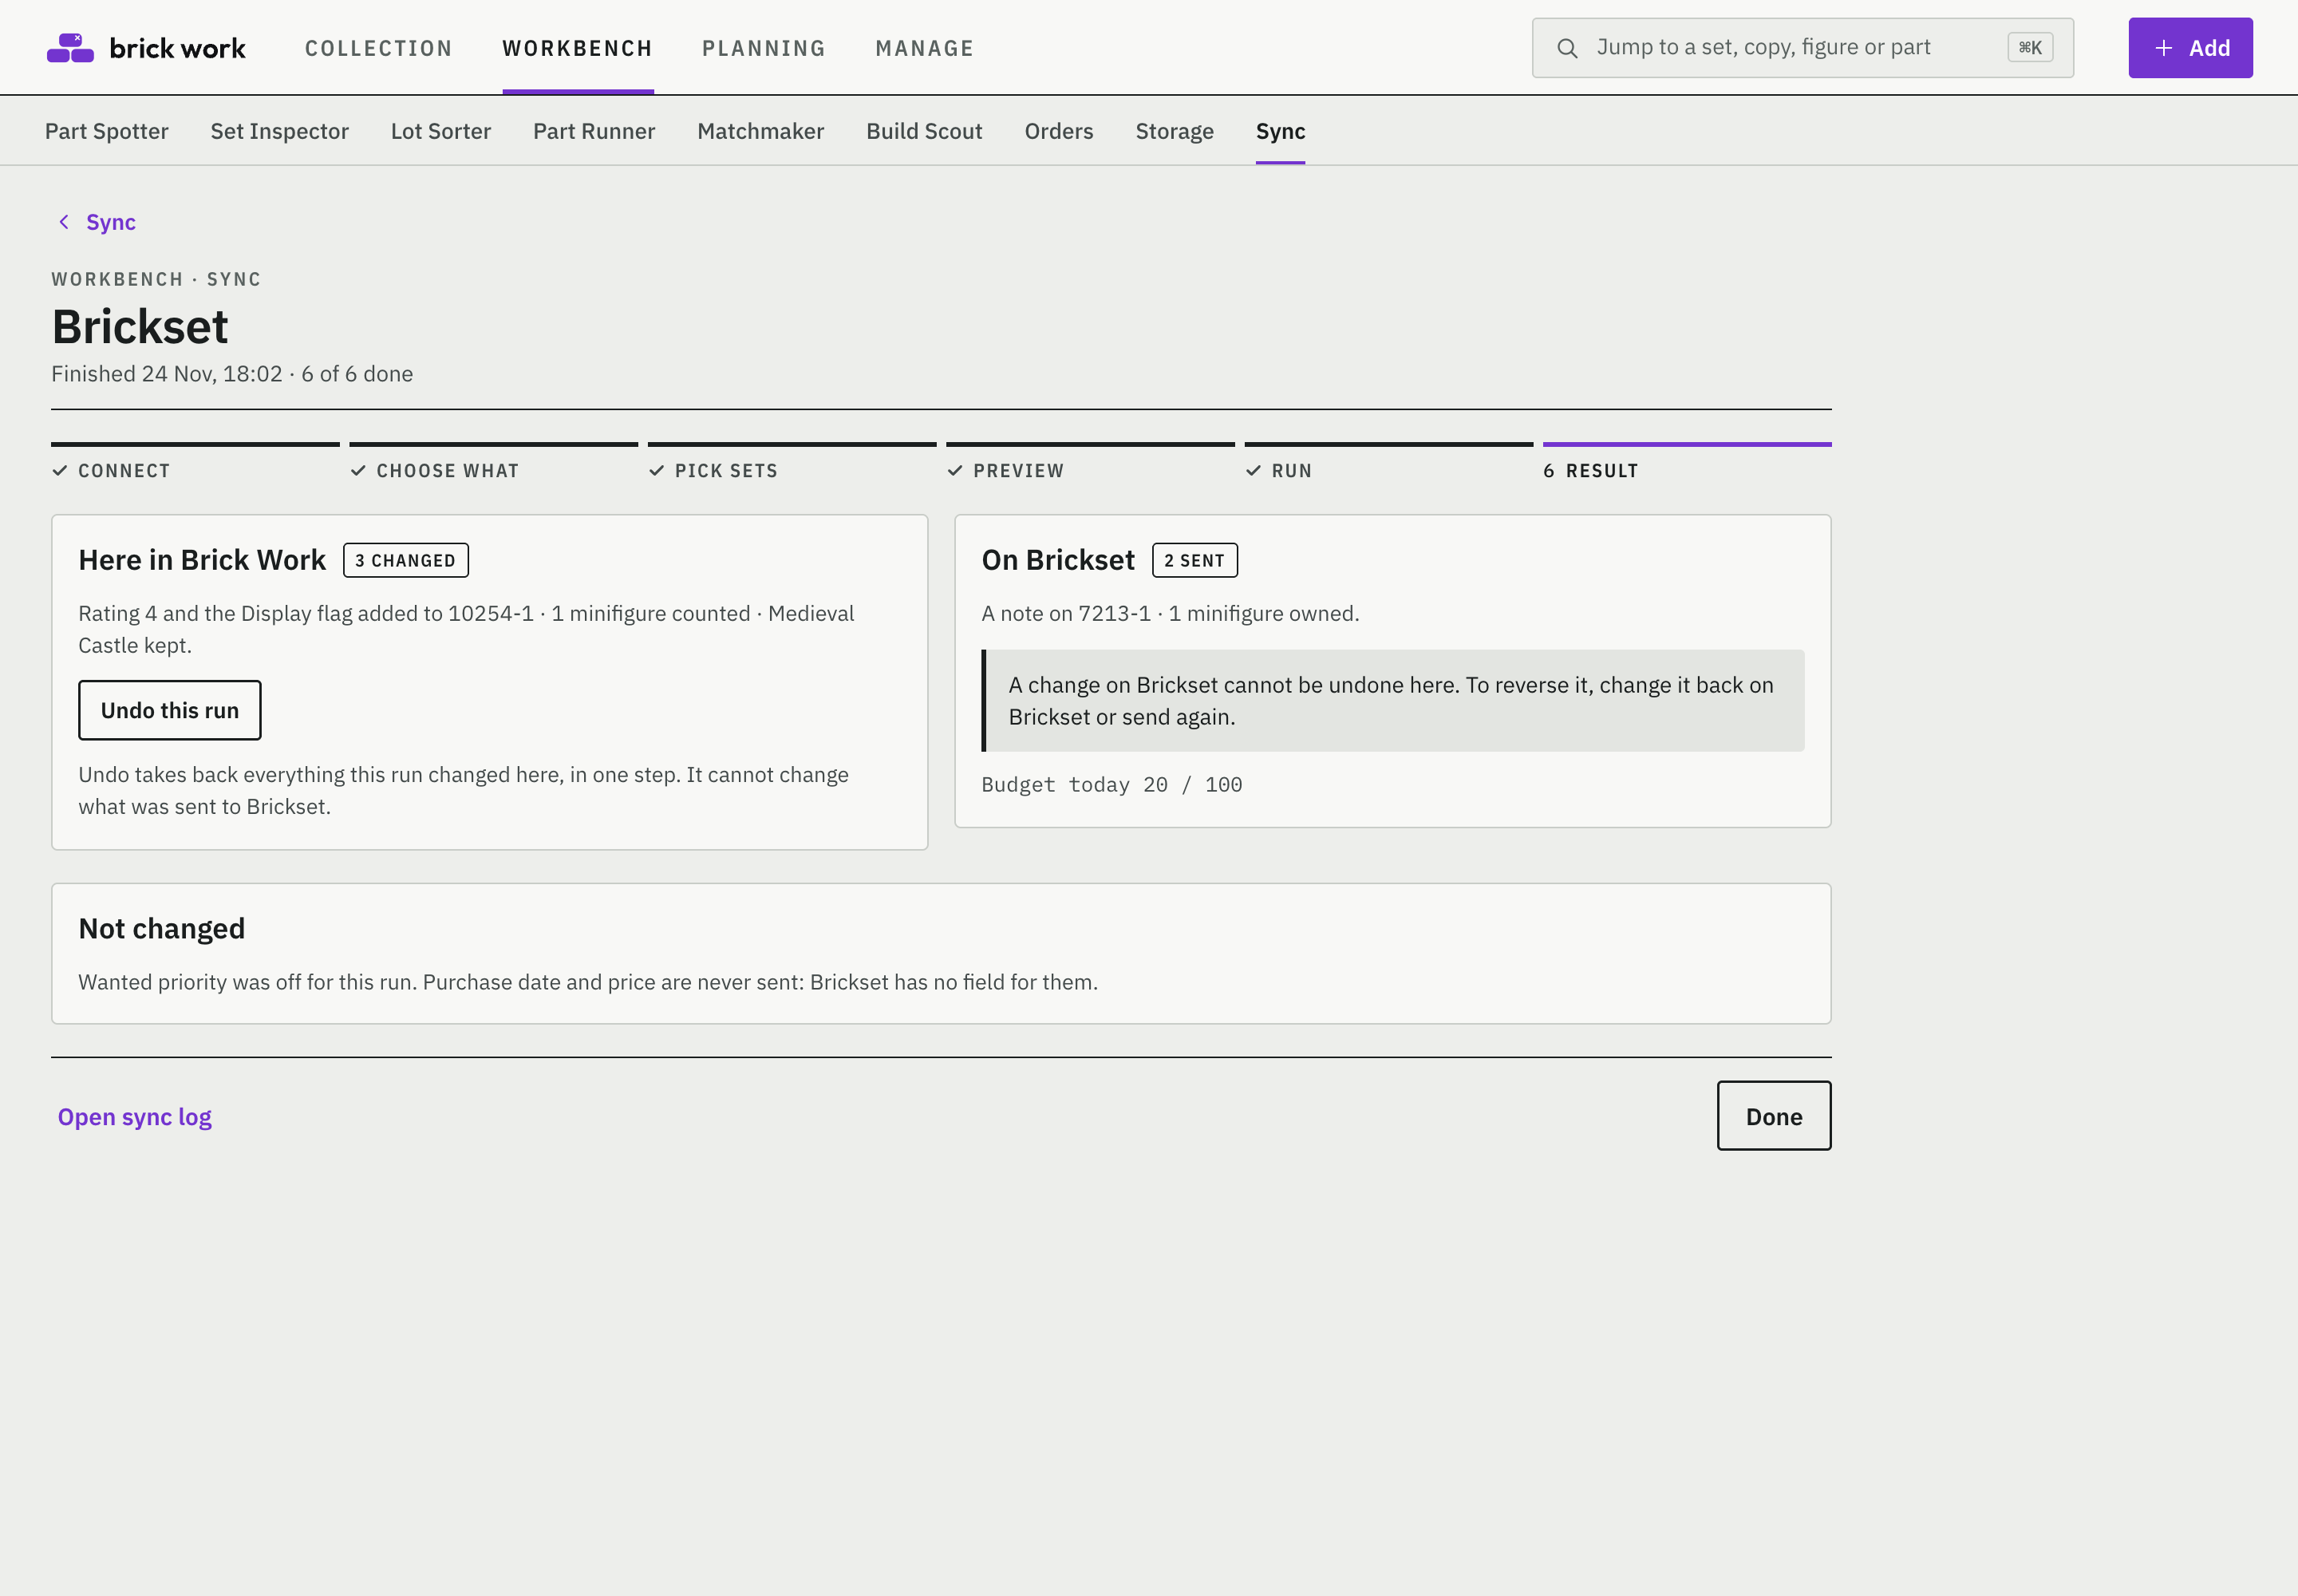 brick work
COLLECTION
WORKBENCH
PLANNING
MANAGE
Jump to a set, copy, figure or part
⌘K
+ Add
Part Spotter
Set Inspector
Lot Sorter
Part Runner
Matchmaker
Build Scout
Orders
Storage
Sync
Sync
WORKBENCH · SYNC
Brickset
Finished 24 Nov, 18:02 · 6 of 6 done
CONNECT
CHOOSE WHAT
PICK SETS
PREVIEW
RUN
6 RESULT
Here in Brick Work
3 CHANGED
Rating 4 and the Display flag added to 10254-1 · 1 minifigure counted · Medieval
Castle kept.
Undo this run
Undo takes back everything this run changed here, in one step. It cannot change
what was sent to Brickset.
On Brickset
2 SENT
A note on 7213-1 · 1 minifigure owned.
A change on Brickset cannot be undone here. To reverse it, change it back on
Brickset or send again.
Budget today 20 / 100
Not changed
Wanted priority was off for this run. Purchase date and price are never sent: Brickset has no field for them.
Open sync log
Done